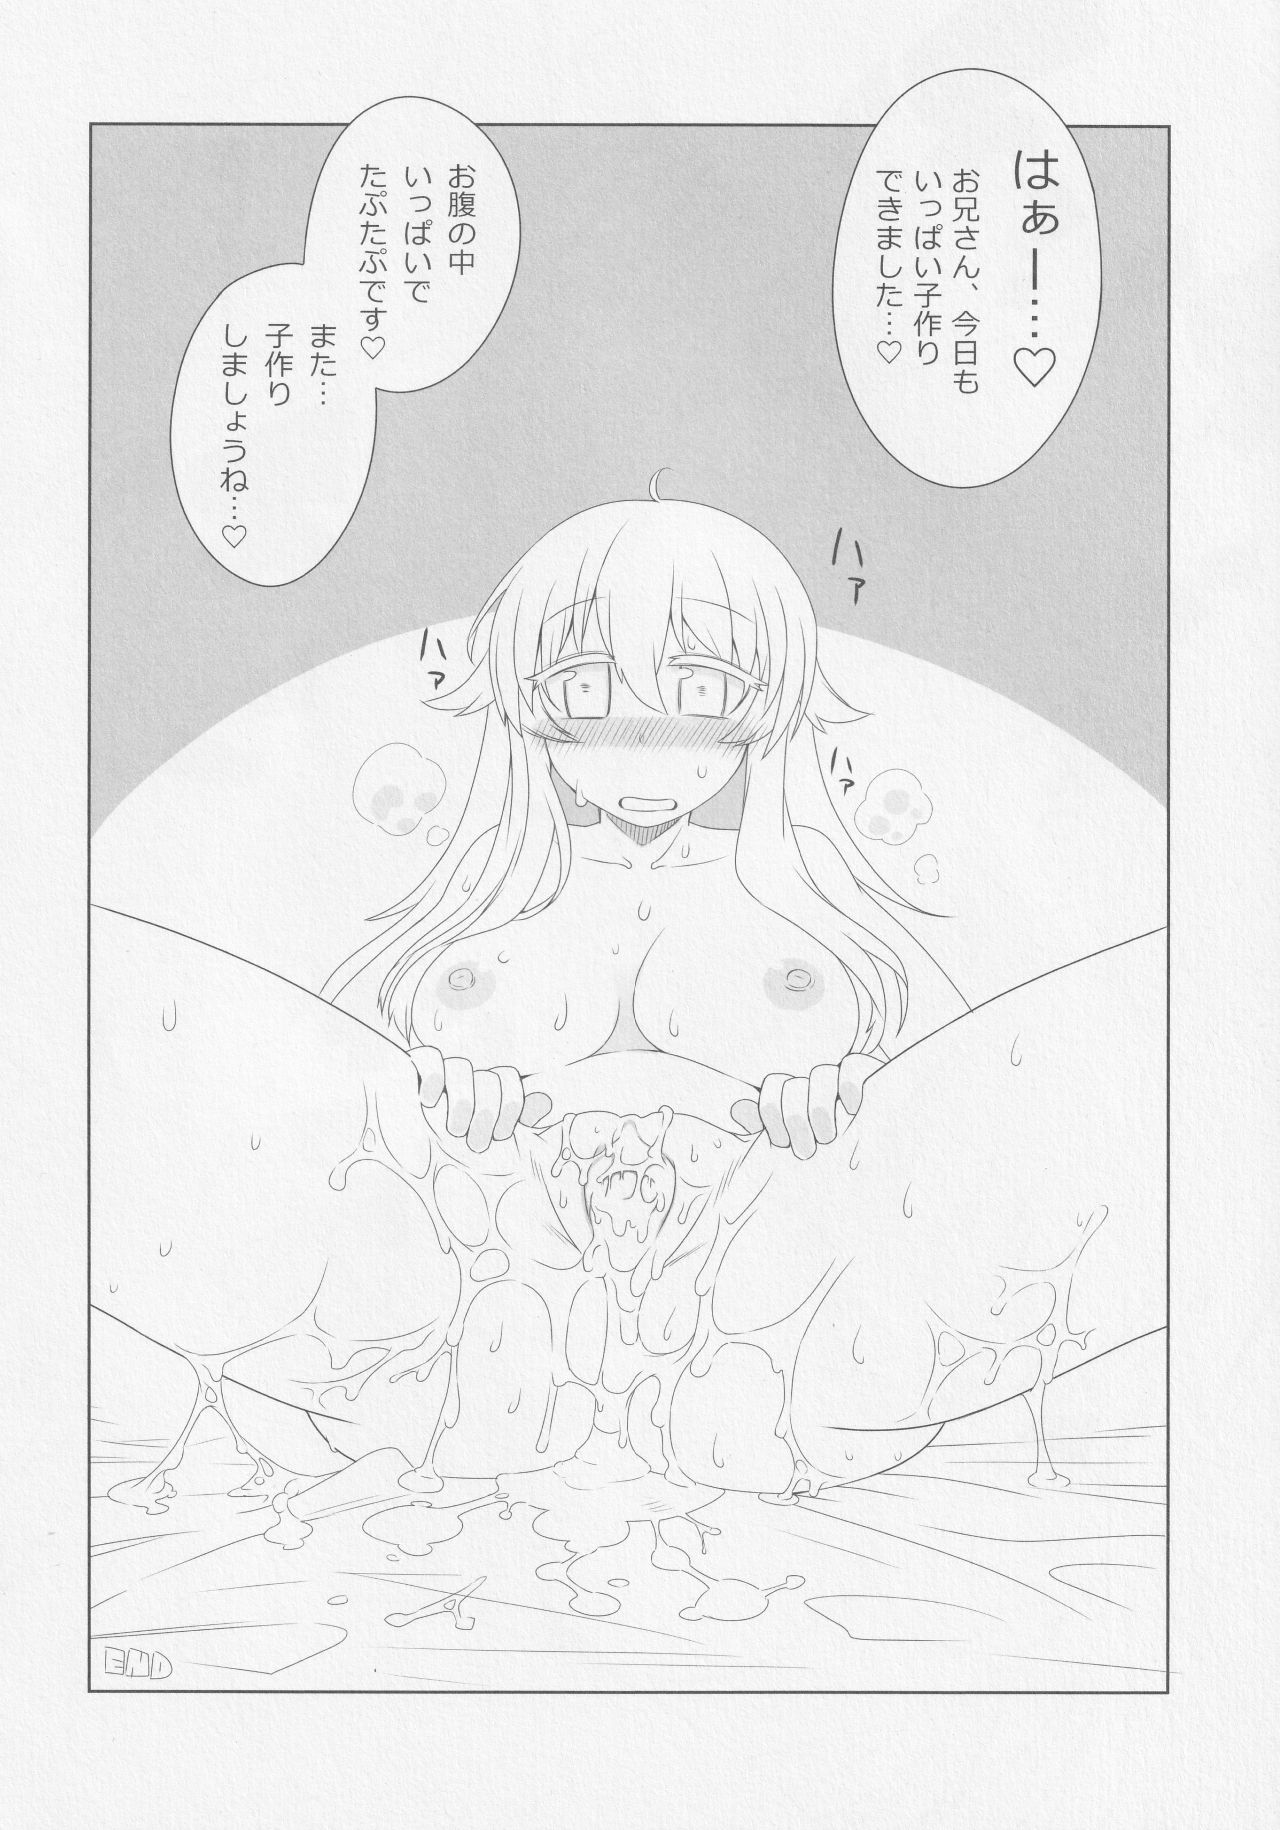 はぁー…♡
お兄さん、今日も
いっぱい子作り
できました…♡
お腹の中
いっぱいで
たぷたぷです♡
また…
子作り
しましょうね…♡
ハァ
ハァ
ハァ
END